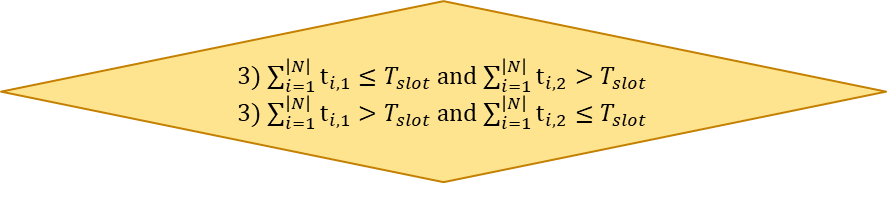 3) ∑_{i=1}^{|N|} t_{i,1} ≤ T_{slot} and ∑_{i=1}^{|N|} t_{i,2} > T_{slot}
3) ∑_{i=1}^{|N|} t_{i,1} > T_{slot} and ∑_{i=1}^{|N|} t_{i,2} ≤ T_{slot}